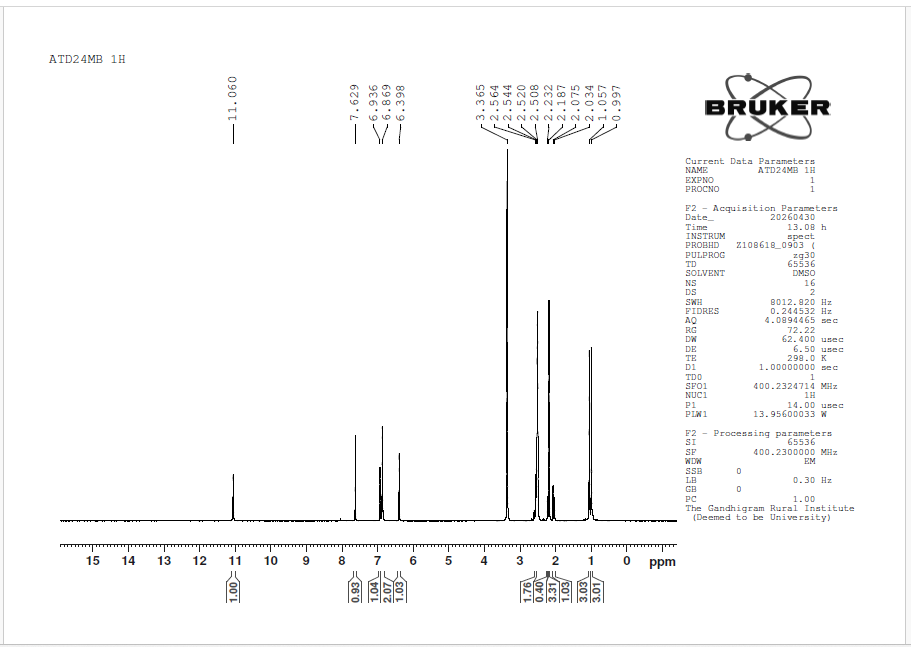 ATD24MB 1H
11.060
7.629
6.936
6.869
6.398
3.365
2.564
2.544
2.520
2.508
2.232
2.187
2.075
2.034
1.057
0.997
BRUKER
Current Data Parameters
NAME ATD24MB 1H
EXPNO 1
PROCNO 1
F2 - Acquisition Parameters
Date_ 20260430
Time 13.08 h
INSTRUM spect
PROBHD Z108618_0903 (
PULPROG zg30
TD 65536
SOLVENT DMSO
NS 16
DS 2
SWH 8012.820 Hz
FIDRES 0.244532 Hz
AQ 4.0894465 sec
RG 72.22
DW 62.400 usec
DE 6.50 usec
TE 298.0 K
D1 1.00000000 sec
TD0 1
SFO1 400.2324714 MHz
NUC1 1H
P1 14.00 usec
PLW1 13.95600033 W
F2 - Processing parameters
SI 65536
SF 400.2300000 MHz
WDW EM
SSB 0
LB 0.30 Hz
GB 0
PC 1.00
The Gandhigram Rural Institute
(Deemed to be University)
15 14 13 12 11 10 9 8 7 6 5 4 3 2 1 0 ppm
1.00
0.93
1.04
2.07
1.03
1.76
0.40
3.31
1.03
3.03
3.01